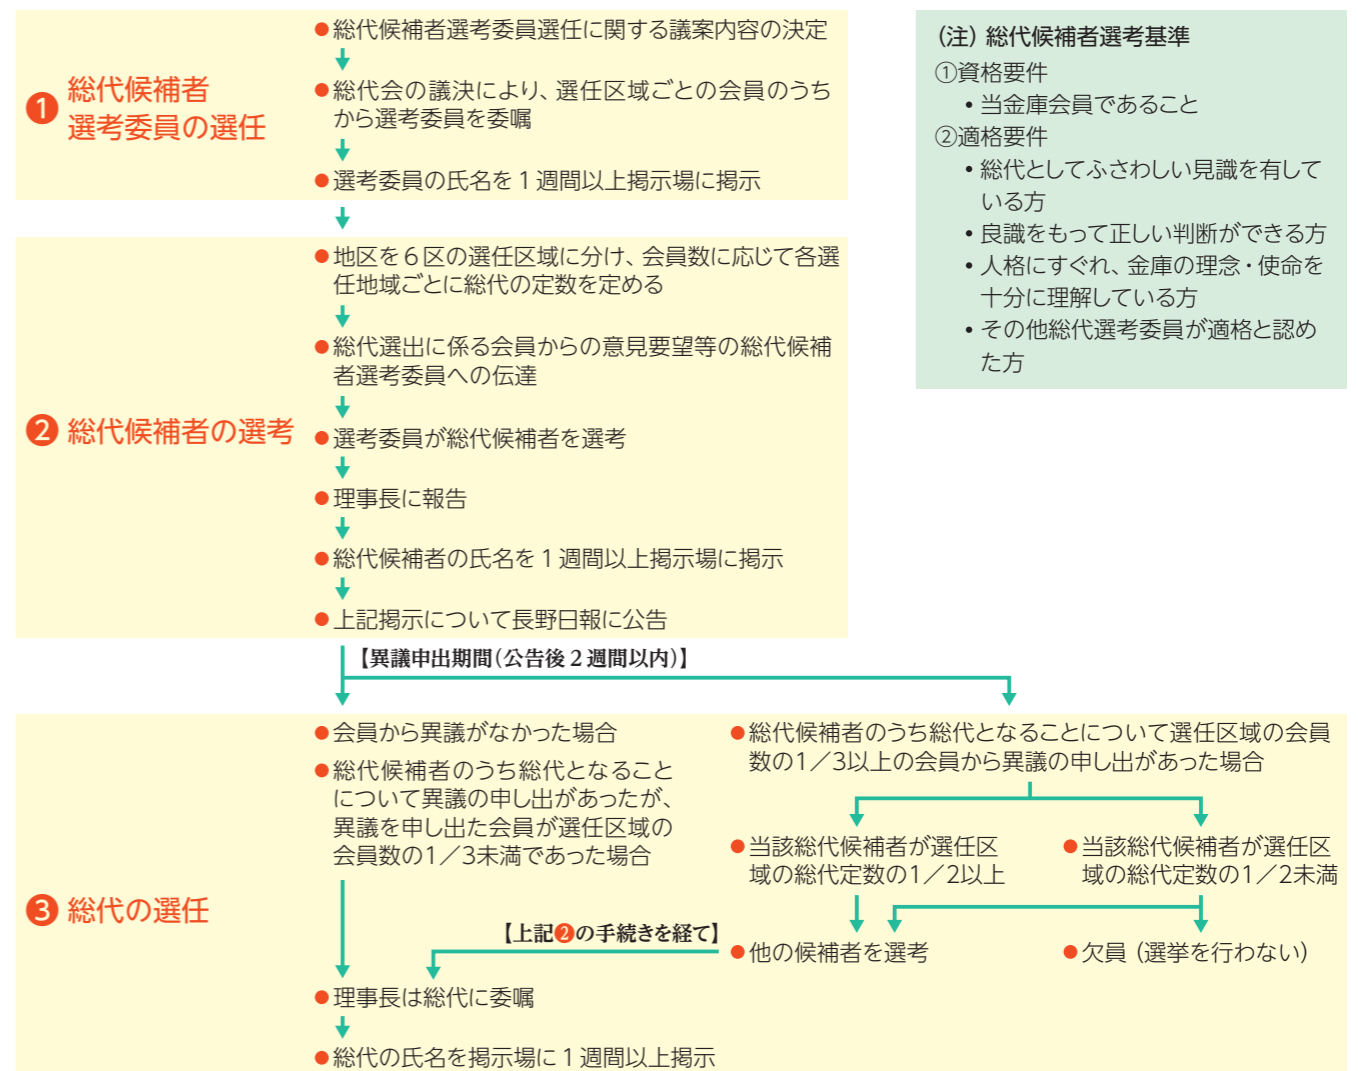 ❶ 総代候補者
選考委員の選任
●総代候補者選考委員選任に関する議案内容の決定
●総代会の議決により、選任区域ごとの会員のうち
から選考委員を委嘱
●選考委員の氏名を1週間以上掲示場に掲示
❷ 総代候補者の選考
●地区を6区の選任区域に分け、会員数に応じて各選
任地域ごとに総代の定数を定める
●総代選出に係る会員からの意見要望等の総代候補
者選考委員への伝達
●選考委員が総代候補者を選考
●理事長に報告
●総代候補者の氏名を1週間以上掲示場に掲示
●上記掲示について長野日報に公告
【異議申出期間(公告後2週間以内)】
❸ 総代の選任
●会員から異議がなかった場合
●総代候補者のうち総代となること
について異議の申し出があったが、
異議を申し出た会員が選任区域の
会員数の1/3未満であった場合
●総代候補者のうち総代となることについて選任区域の会員
数の1/3以上の会員から異議の申し出があった場合
●当該総代候補者が選任区
域の総代定数の1/2以上
●当該総代候補者が選任区
域の総代定数の1/2未満
【上記❷の手続きを経て】
●他の候補者を選考
●欠員(選挙を行わない)
●理事長は総代に委嘱
●総代の氏名を掲示場に1週間以上掲示
(注)総代候補者選考基準
①資格要件
・当金庫会員であること
②適格要件
・総代としてふさわしい見識を有して
いる方
・良識をもって正しい判断ができる方
・人格にすぐれ、金庫の理念・使命を
十分に理解している方
・その他総代選考委員が適格と認め
た方